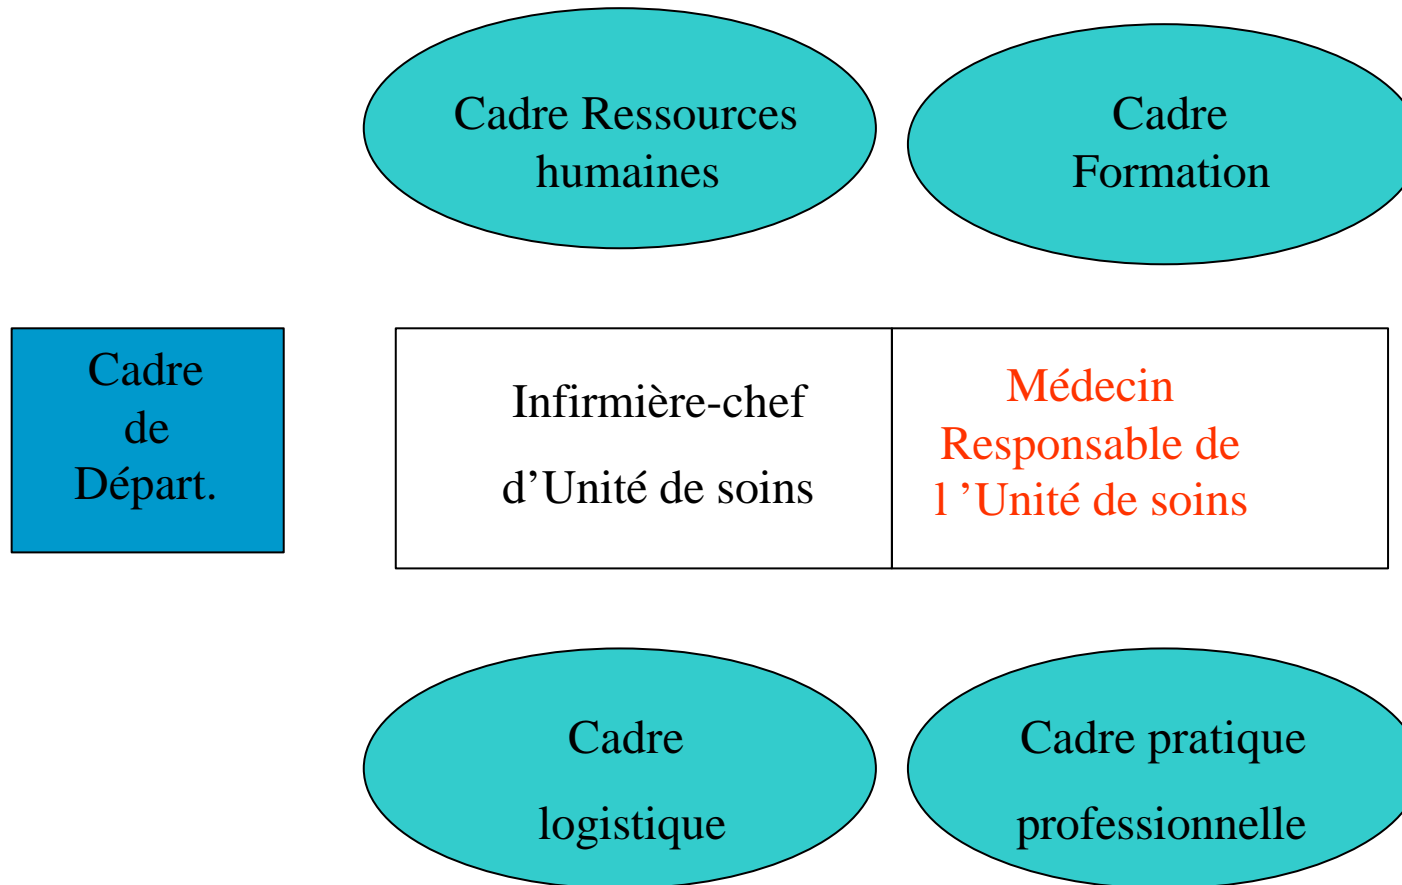 Cadre Ressources
humaines
Cadre
Formation
Cadre
de
Départ.
Infirmière-chef
d’Unité de soins
Médecin
Responsable de
l ’Unité de soins
Cadre
logistique
Cadre pratique
professionnelle